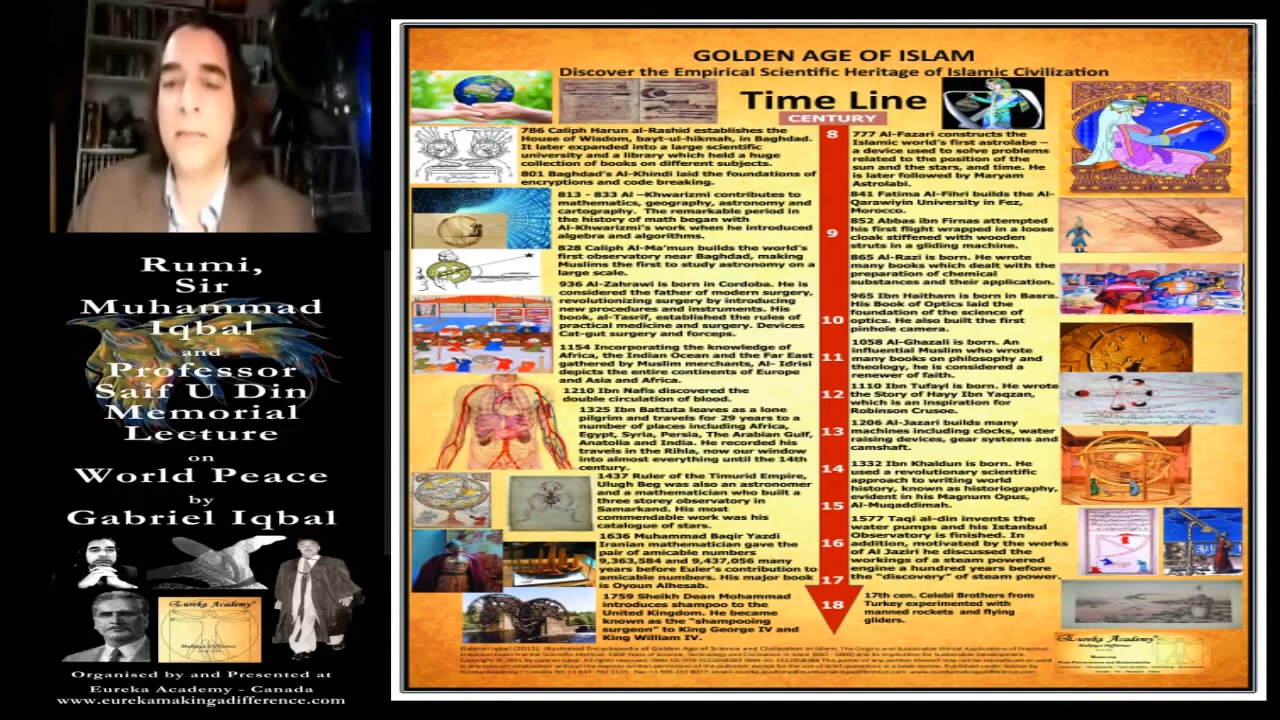 Rumi,
Sir
Muhammad
Iqbal
and
Professor
Saif U Din
Memorial
Lecture
on
World Peace
by
Gabriel Iqbal
Eureka Academy
Making a Difference
Organised by and Presented at
Eureka Academy - Canada
www.eurekamakingadifference.com
GOLDEN AGE OF ISLAM
Discover the Empirical Scientific Heritage of Islamic Civilization
Time Line
CENTURY
786 Caliph Harun al-Rashid establishes the
House of Wisdom, bayt-ul-hikmah, in Baghdad.
It later expanded into a large scientific
university and a library which held a huge
collection of books on different subjects.
801 Baghdad's Al-Khindi laid the foundations of
encryptions and code breaking.
813 - 833 Al –Khwarizmi contributes to
mathematics, geography, astronomy and
cartography. The remarkable period in
the history of math began with
Al-Khwarizmi's work when he introduced
algebra and algorithms.
828 Caliph Al-Ma'mun builds the world's
first observatory near Baghdad, making
Muslims the first to study astronomy on a
large scale.
936 Al-Zahrawi is born in Cordoba. He is
considered the father of modern surgery,
revolutionizing surgery by introducing
new procedures and instruments. His
book, al-Tasrif, established the rules of
practical medicine and surgery. Devices
Cat-gut surgery and forceps.
1154 Incorporating the knowledge of
Africa, the Indian Ocean and the Far East
gathered by Muslim merchants, Al- Idrisi
depicts the entire continents of Europe
and Asia and Africa.
1210 Ibn Nafis discovered the
double circulation of blood.
1325 Ibn Battuta leaves as a lone
pilgrim and travels for 29 years to a
number of places including Africa,
Egypt, Syria, Persia, The Arabian Gulf,
Anatolia and India. He recorded his
travels in the Rihla, now our window
into almost everything until the 14th
century.
1437 Ruler of the Timurid Empire,
Ulugh Beg was also an astronomer
and a mathematician who built a
three storey observatory in
Samarkand. His most
commendable work was his
catalogue of stars.
1636 Muhammad Baqir Yazdi
Iranian mathematician gave the
pair of amicable numbers
9,363,584 and 9,437,056 many
years before Euler's contribution to
amicable numbers. His major book
is Oyoun Alhesab.
1759 Sheikh Dean Mohammad
introduces shampoo to the
United Kingdom. He became
known as the "shampooing
surgeon" to King George IV and
King William IV.
8
9
10
11
12
13
14
15
16
17
18
777 Al-Fazari constructs the
Islamic world's first astrolabe –
a device used to solve problems
related to the position of the
sun and the stars, and time. He
is later followed by Maryam
Astrolabi.
841 Fatima Al-Fihri builds the Al-
Qarawiyin University in Fez,
Morocco.
852 Abbas ibn Firnas attempted
his first flight wrapped in a loose
cloak stiffened with wooden
struts in a gliding machine.
865 Al-Razi is born. He wrote
many books which dealt with the
preparation of chemical
substances and their application.
965 Ibn Haitham is born in Basra.
His Book of Optics laid the
foundation of the science of
optics. He also built the first
pinhole camera.
1058 Al-Ghazali is born. An
influential Muslim who wrote
many books on philosophy and
theology, he is considered a
renewer of faith.
1110 Ibn Tufayl is born. He wrote
the Story of Hayy Ibn Yaqzan,
which is an inspiration for
Robinson Crusoe.
1206 Al-Jazari builds many
machines including clocks, water
raising devices, gear systems and
camshaft.
1332 Ibn Khaldun is born. He
used a revolutionary scientific
approach to writing world
history, known as historiography,
evident in his Magnum Opus,
Al-Muqaddimah.
1577 Taqi al-din invents the
water pumps and his Istanbul
Observatory is finished. In
addition, motivated by the works
of Al Jaziri he discussed the
workings of a steam powered
engine a hundred years before
the "discovery" of steam power.
17th cen. Celebi Brothers from
Turkey experimented with
manned rockets and flying
gliders.
Eureka Academy